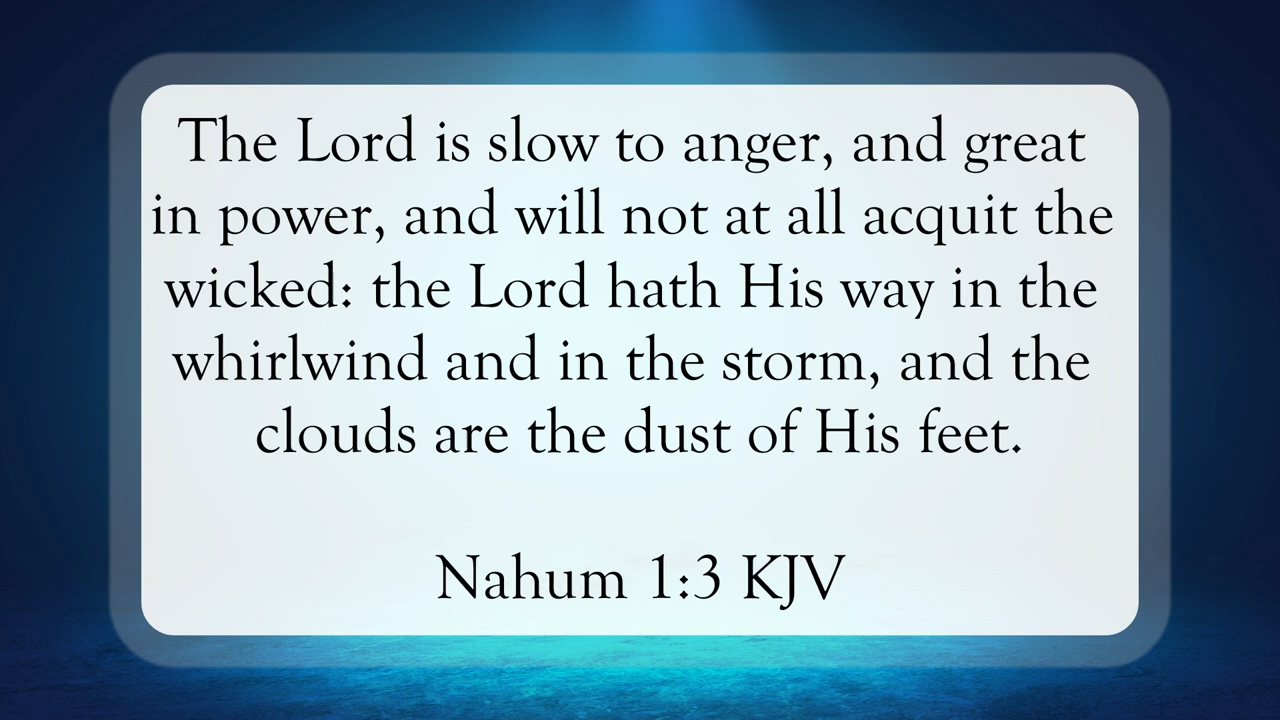 The Lord is slow to anger, and great
in power, and will not at all acquit the
wicked: the Lord hath His way in the
whirlwind and in the storm, and the
clouds are the dust of His feet.
Nahum 1:3 KJV